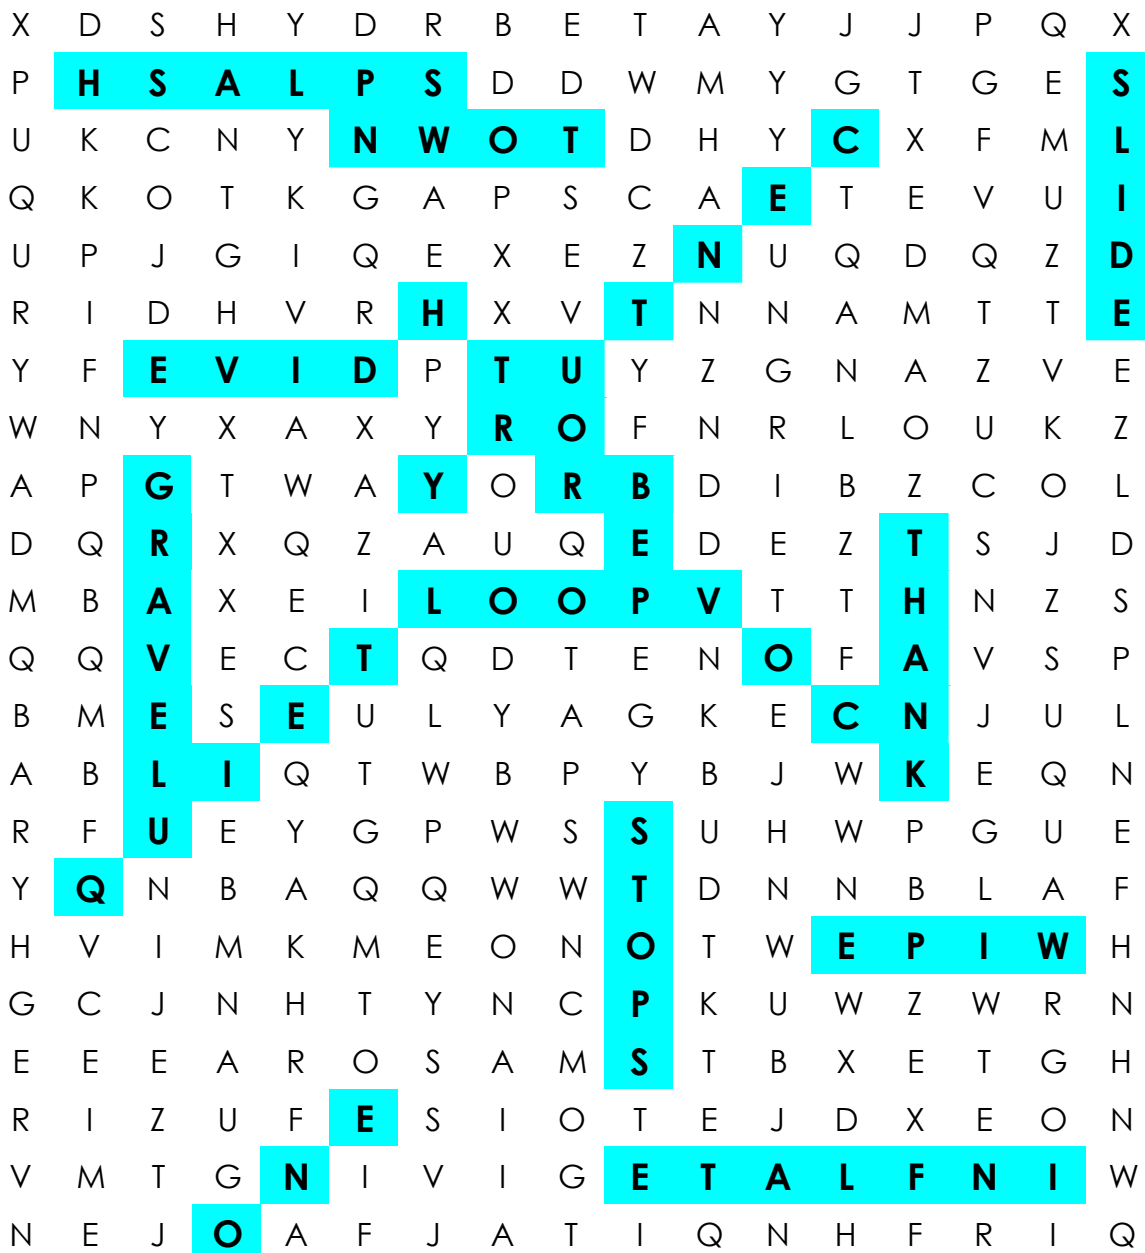 X D S H Y D R B E T A Y J J P Q X
P H S A L P S D D W M Y G T G E S
U K C N Y N W O T D H Y C X F M L
Q K O T K G A P S C A E T E V U I
U P J G I Q E X E Z N U Q D Q Z D
R I D H V R H X V T N N A M T T E
Y F E V I D P T U Y Z G N A Z V E
W N Y X A X Y R O F N R L O U K Z
A P G T W A Y O R B D I B Z C O L
D Q R X Q Z A U Q E D E Z T S J D
M B A X E I L O O P V T T H N Z S
Q Q V E C T Q D T E N O F A V S P
B M E S E U L Y A G K E C N J U L
A B L I Q T W B P Y B J W K E Q N
R F U E Y G P W S S U H W P G U E
Y Q N B A Q Q W W T D N N B L A F
H V I M K M E O N O T W E P I W H
G C J N H T Y N C P K U W Z W R N
E E E A R O S A M S T B X E T G H
R I Z U F E S I O T E J D X E O N
V M T G N I V I G E T A L F N I W
N E J O A F J A T I Q N H F R I Q